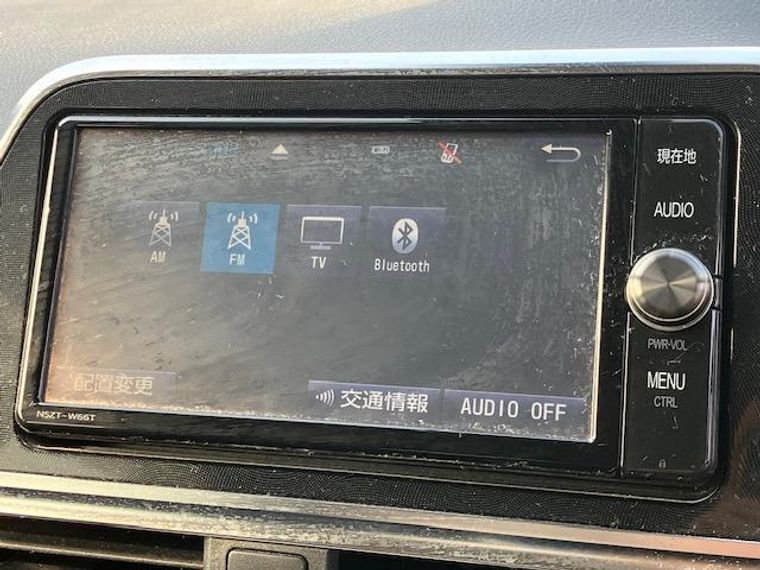 AM
FM
TV
Bluetooth
配置変更
交通情報
AUDIO OFF
NSZT-W66T
現在地
AUDIO
PWR·VOL
MENU
CTRL